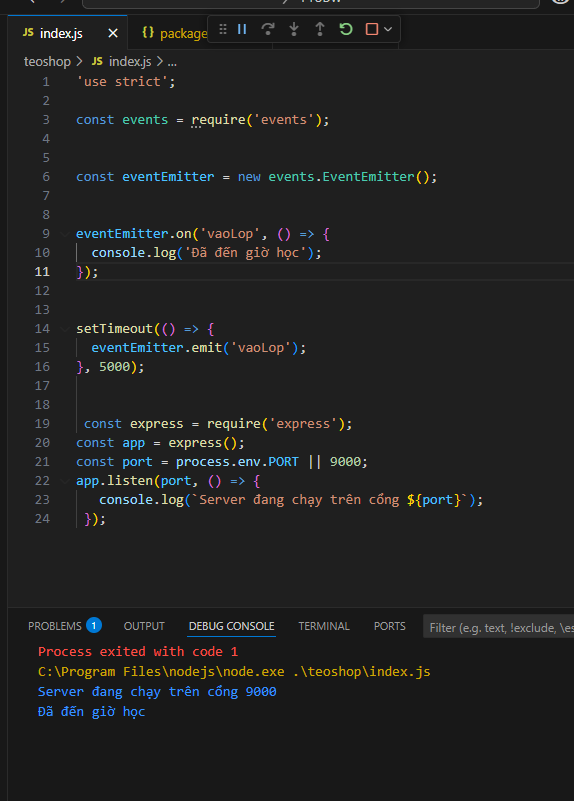 JS index.js
{} package
teoshop > JS index.js > ...
1 'use strict';
2
3 const events = require('events');
4
5
6 const eventEmitter = new events.EventEmitter();
7
8
9 eventEmitter.on('vaoLop', () => {
10 console.log('Đã đến giờ học');
11 });
12
13
14 setTimeout(() => {
15 eventEmitter.emit('vaoLop');
16 }, 5000);
17
18
19 const express = require('express');
20 const app = express();
21 const port = process.env.PORT || 9000;
22 app.listen(port, () => {
23 console.log(`Server đang chạy trên cổng ${port}`);
24 });
PROBLEMS 1 OUTPUT DEBUG CONSOLE TERMINAL PORTS Filter (e.g. text, !exclude, \es
Process exited with code 1
C:\Program Files\nodejs\node.exe .\teoshop\index.js
Server đang chạy trên cổng 9000
Đã đến giờ học